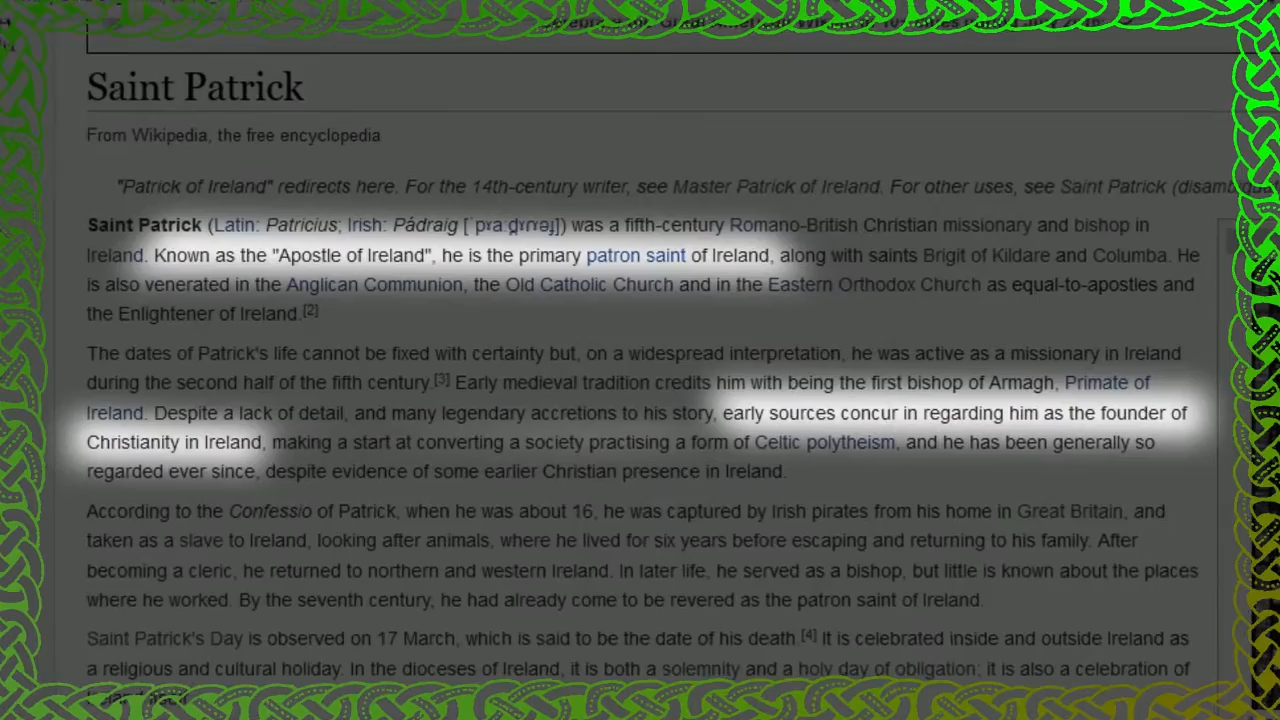 Saint Patrick
From Wikipedia, the free encyclopedia
"Patrick of Ireland" redirects here. For the 14th-century writer, see Master Patrick of Ireland. For other uses, see Saint Patrick
Saint Patrick (Latin: Patricius; Irish: Pádraig was a fifth-century Romano-British Christian missionary and bishop in
Ireland. Known as the "Apostle of Ireland", he is the primary patron saint of Ireland, along with saints Brigit of Kildare and Columba. He
is also venerated in the Anglican Communion, the Old Catholic Church and in the Eastern Orthodox Church as equal-to-apostles and
the Enlightener of Ireland.[2]
The dates of Patrick's life cannot be fixed with certainty but, on a widespread interpretation, he was active as a missionary in Ireland
during the second half of the fifth century.[3] Early medieval tradition credits him with being the first bishop of Armagh, Primate of
Ireland. Despite a lack of detail, and many legendary accretions to his story, early sources concur in regarding him as the founder of
Christianity in Ireland, making a start at converting a society practising a form of Celtic polytheism, and he has been generally so
regarded ever since, despite evidence of some earlier Christian presence in Ireland.
According to the Confessio of Patrick, when he was about 16, he was captured by Irish pirates from his home in Great Britain, and
taken as a slave to Ireland, looking after animals, where he lived for six years before escaping and returning to his family. After
becoming a cleric, he returned to northern and western Ireland. In later life, he served as a bishop, but little is known about the places
where he worked. By the seventh century, he had already come to be revered as the patron saint of Ireland.
Saint Patrick's Day is observed on 17 March, which is said to be the date of his death.[4] It is celebrated inside and outside Ireland as
a religious and cultural holiday. In the dioceses of Ireland, it is both a solemnity and a holy day of obligation; it is also a celebration of